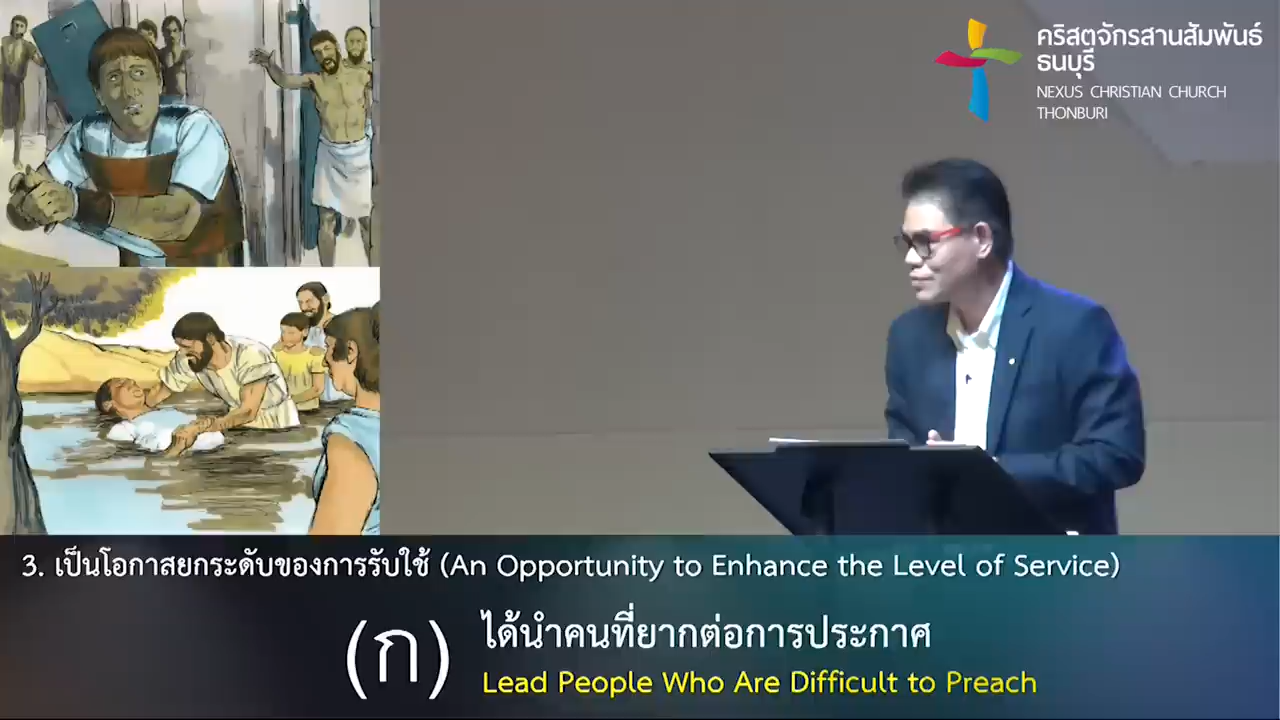 คริสตจักรสานสัมพันธ์
ธนบุรี
NEXUS CHRISTIAN CHURCH
THONBURI
3. เป็นโอกาสยกระดับของการรับใช้ (An Opportunity to Enhance the Level of Service)
(ก)
ได้นำคนที่ยากต่อการประกาศ
Lead People Who Are Difficult to Preach